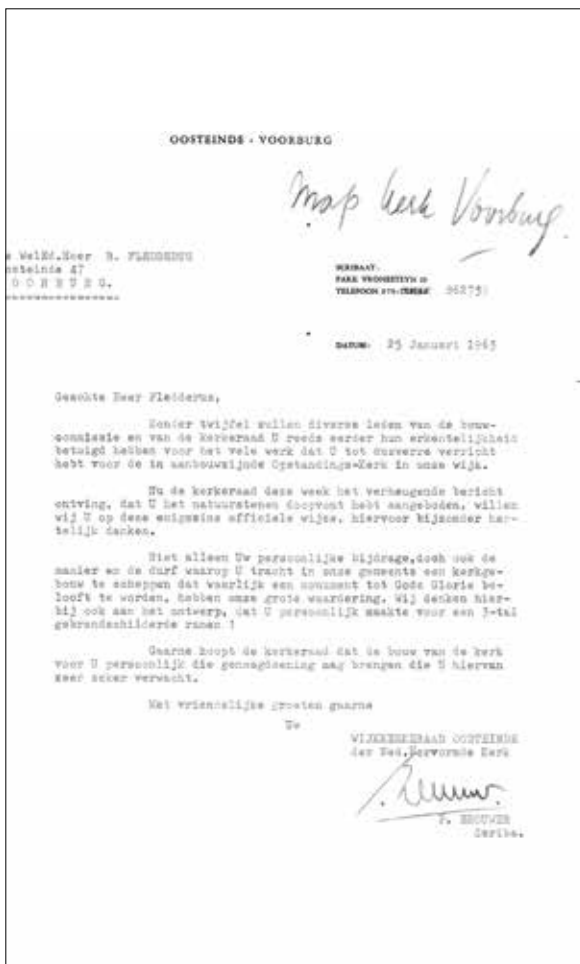 OOSTEINDE - VOORBURG
map kerk Voorburg.
WelEd.Heer R. FLEDDERUS
osteinde 47
OORBURG.
SCRIBAAT:
PARK VRONESTEYN
TELEFOON
DATUM: 25 Januari 1963
Geachte Heer Fledderus,
Zonder twijfel zullen diverse leden van de bouw-
commissie en van de kerkeraad U reeds eerder hun erkentelijkheid
betuigd hebben voor het vele werk dat U tot dusverre verricht
hebt voor de in aanbouwzijnde Opstandings-Kerk in onze wijk.
Nu de kerkeraad deze week het verheugende bericht
ontving, dat U het natuurstenen doopvont hebt aangeboden, willen
wij U op deze enigszins officiele wijze, hiervoor bijzonder har-
telijk danken.
Niet alleen Uw persoonlijke bijdrage,doch ook de
manier en de durf waarop U tracht in onze gemeente een kerkge-
bouw te scheppen dat waarlijk een monument tot Gods Glorie be-
looft te worden, hebben onze grote waardering. Wij denken hier-
bij ook aan het ontwerp, dat U persoonlijk maakte voor een 3-tal
gebrandschilderde ramen !
Gaarne hoopt de kerkeraad dat de bouw van de kerk
voor U persoonlijk die genoegdoening mag brengen die U hiervan
zeer zeker verwacht.
Met vriendelijke groeten gaarne
Uw
WIJKKERKERAAD OOSTEINDE
der Ned.Hervormde Kerk
P. BROUWER
Scriba.